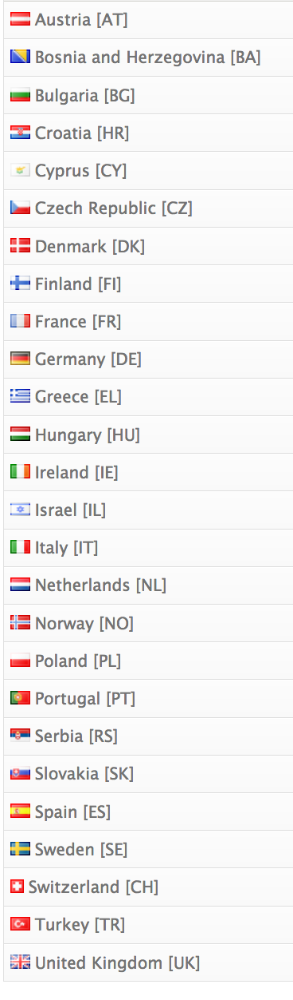 Austria [AT]
Bosnia and Herzegovina [BA]
Bulgaria [BG]
Croatia [HR]
Cyprus [CY]
Czech Republic [CZ]
Denmark [DK]
Finland [FI]
France [FR]
Germany [DE]
Greece [EL]
Hungary [HU]
Ireland [IE]
Israel [IL]
Italy [IT]
Netherlands [NL]
Norway [NO]
Poland [PL]
Portugal [PT]
Serbia [RS]
Slovakia [SK]
Spain [ES]
Sweden [SE]
Switzerland [CH]
Turkey [TR]
United Kingdom [UK]